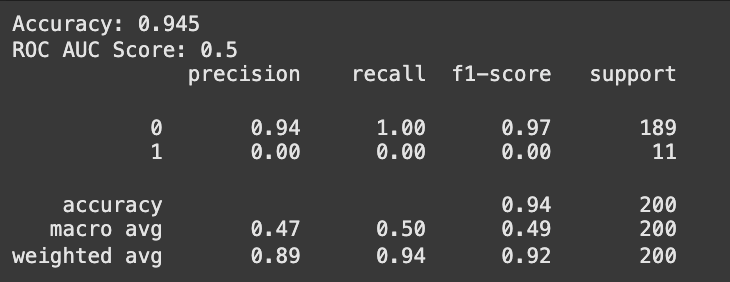 Accuracy: 0.945
ROC AUC Score: 0.5
precision recall f1-score support
0 0.94 1.00 0.97 189
1 0.00 0.00 0.00 11
accuracy 0.94 200
macro avg 0.47 0.50 0.49 200
weighted avg 0.89 0.94 0.92 200